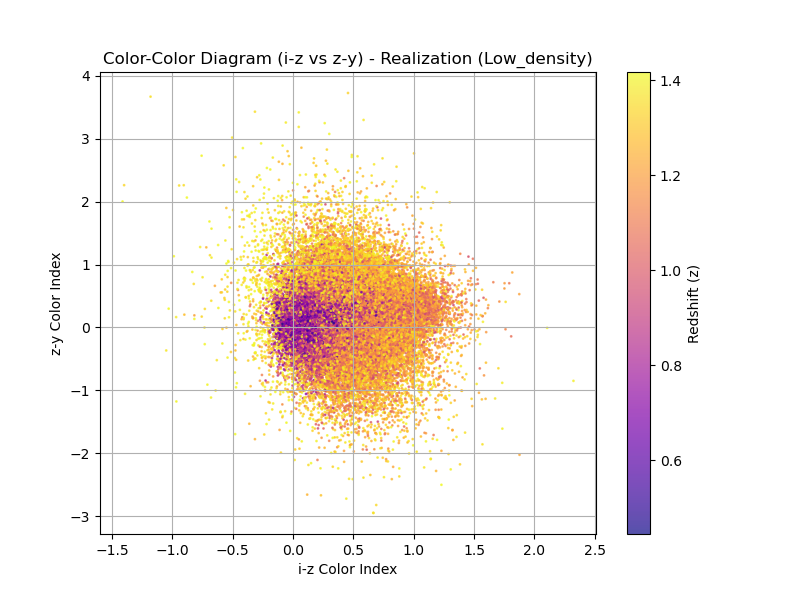 Color-Color Diagram (i-z vs z-y) - Realization (Low_density)
4
3
2
1
0
−1
−2
−3
z-y Color Index
−1.5 −1.0 −0.5 0.0 0.5 1.0 1.5 2.0 2.5
i-z Color Index
1.4
1.2
1.0
0.8
0.6
Redshift (z)